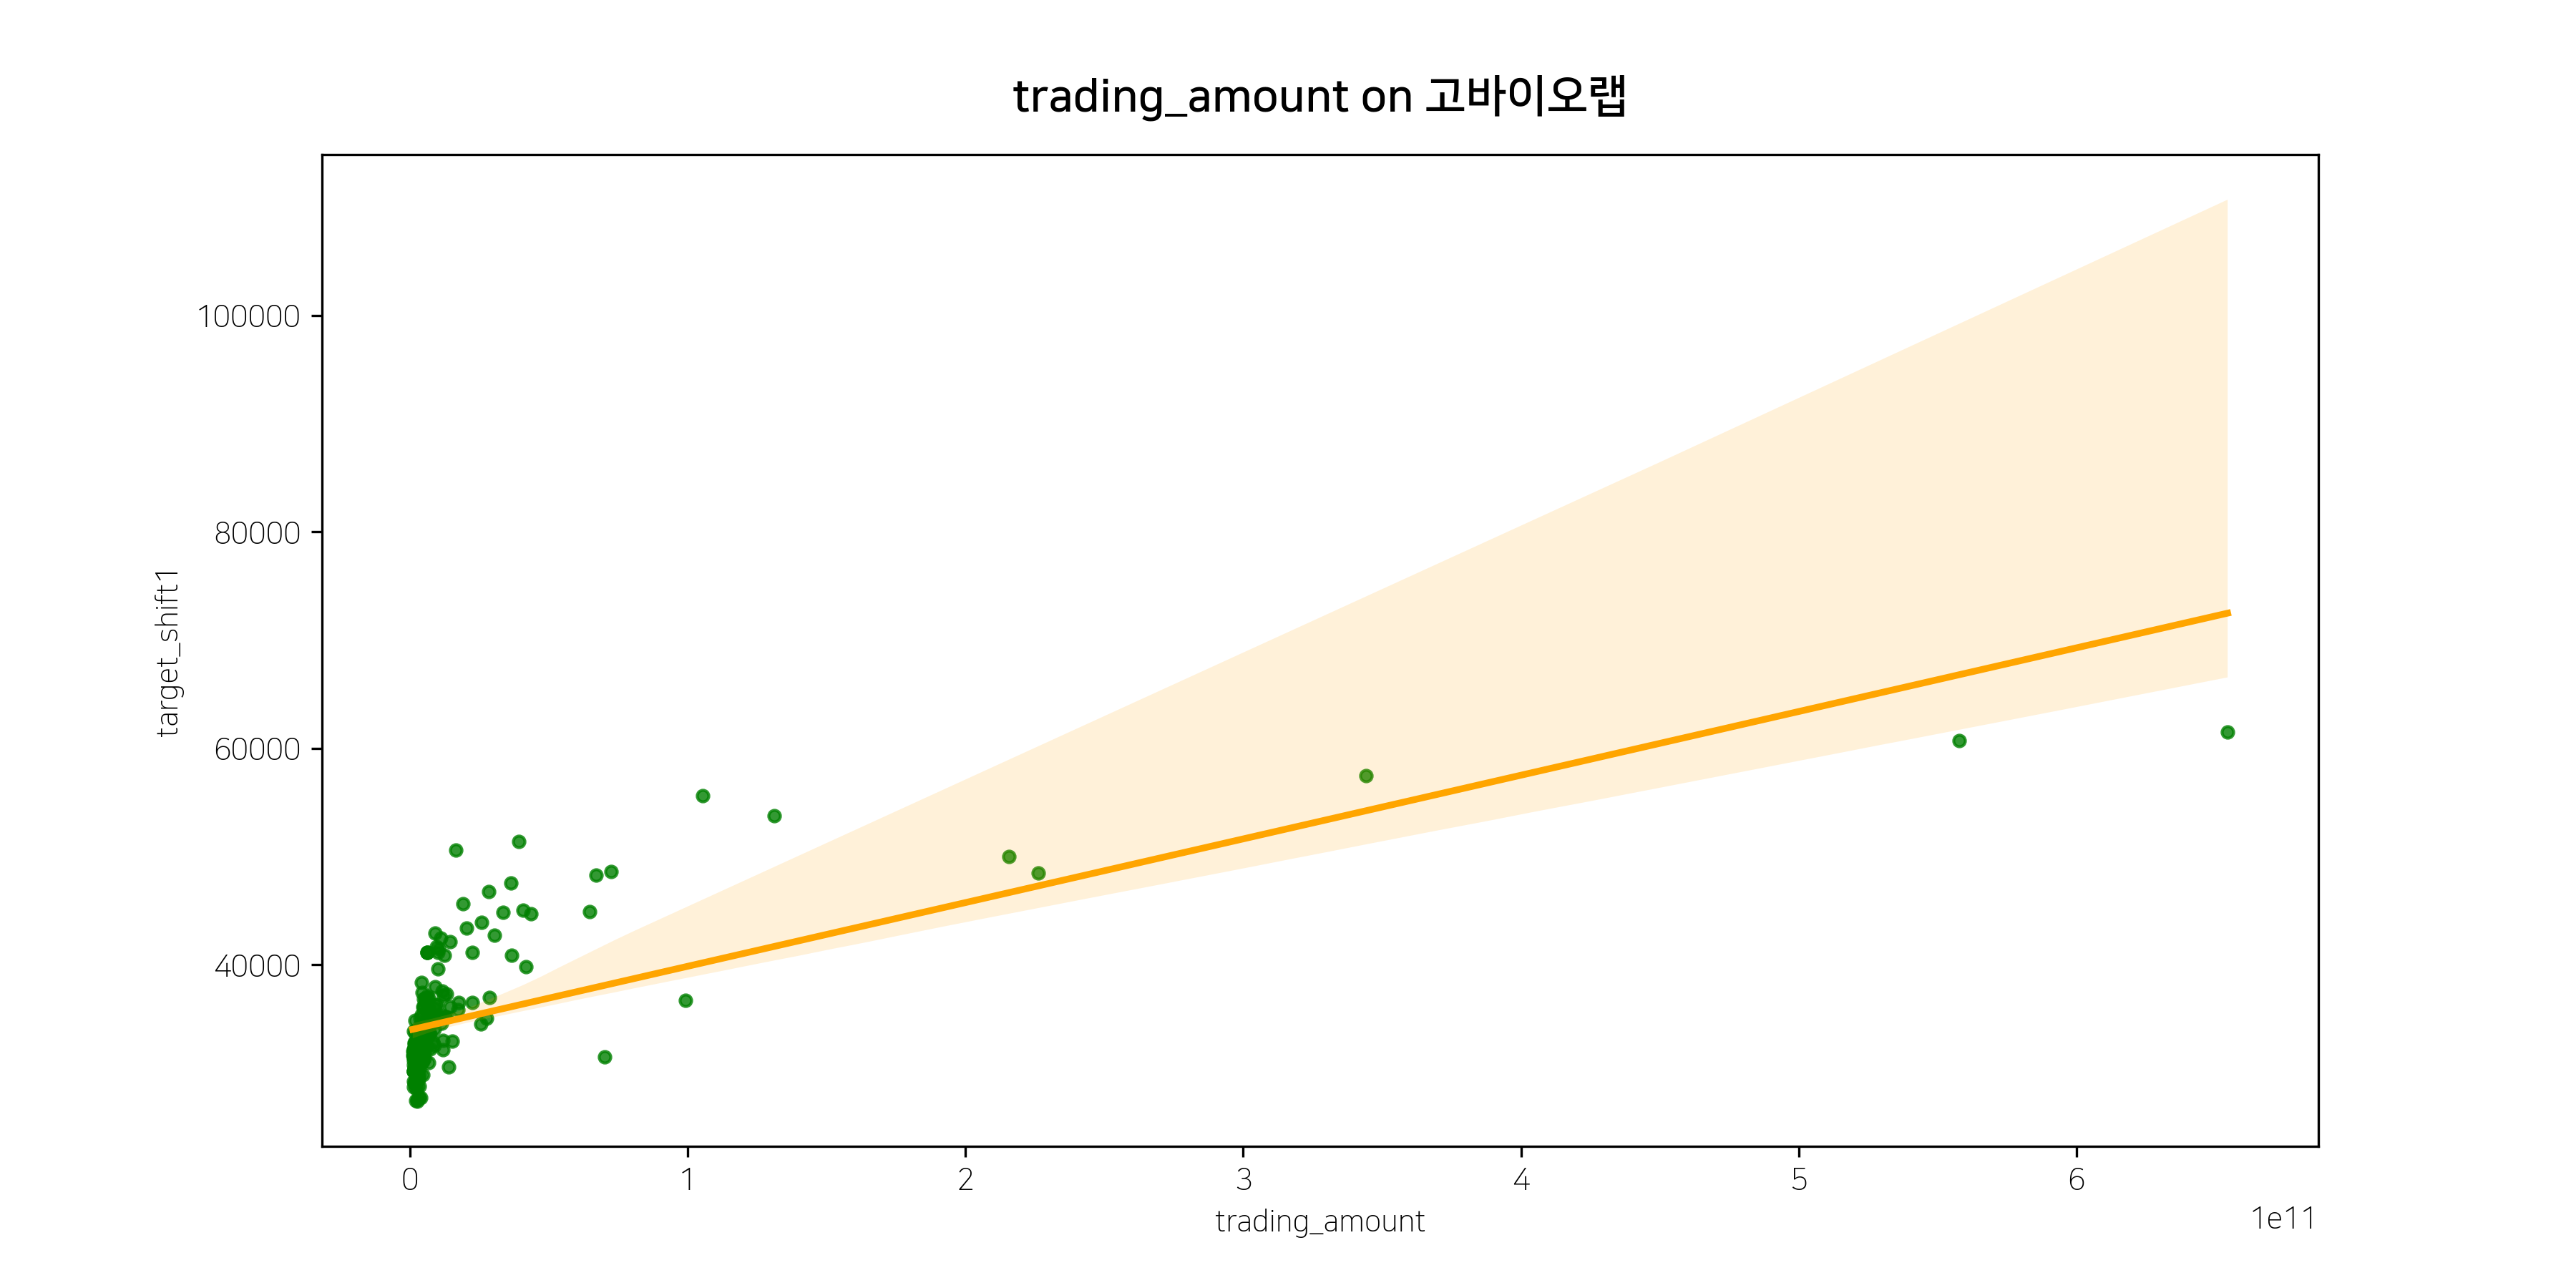 trading_amount on 고바이오랩
100000
80000
60000
40000
target_shift1
0 1 2 3 4 5 6
1e11
trading_amount